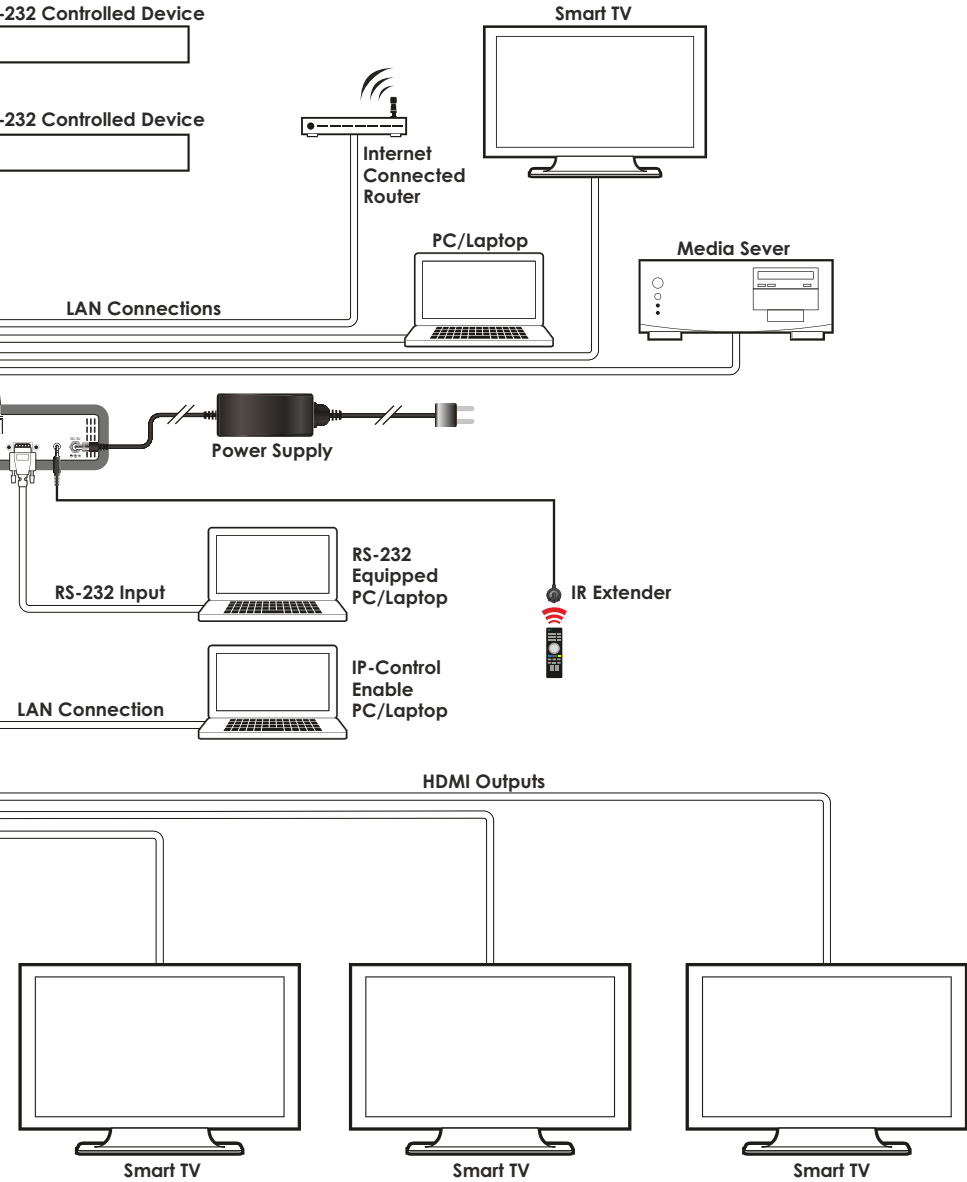 -232 Controlled Device
Smart TV
-232 Controlled Device
Internet
Connected
Router
PC/Laptop
Media Sever
LAN Connections
Power Supply
RS-232
Equipped
PC/Laptop
RS-232 Input
IR Extender
IP-Control
Enable
PC/Laptop
LAN Connection
HDMI Outputs
Smart TV
Smart TV
Smart TV